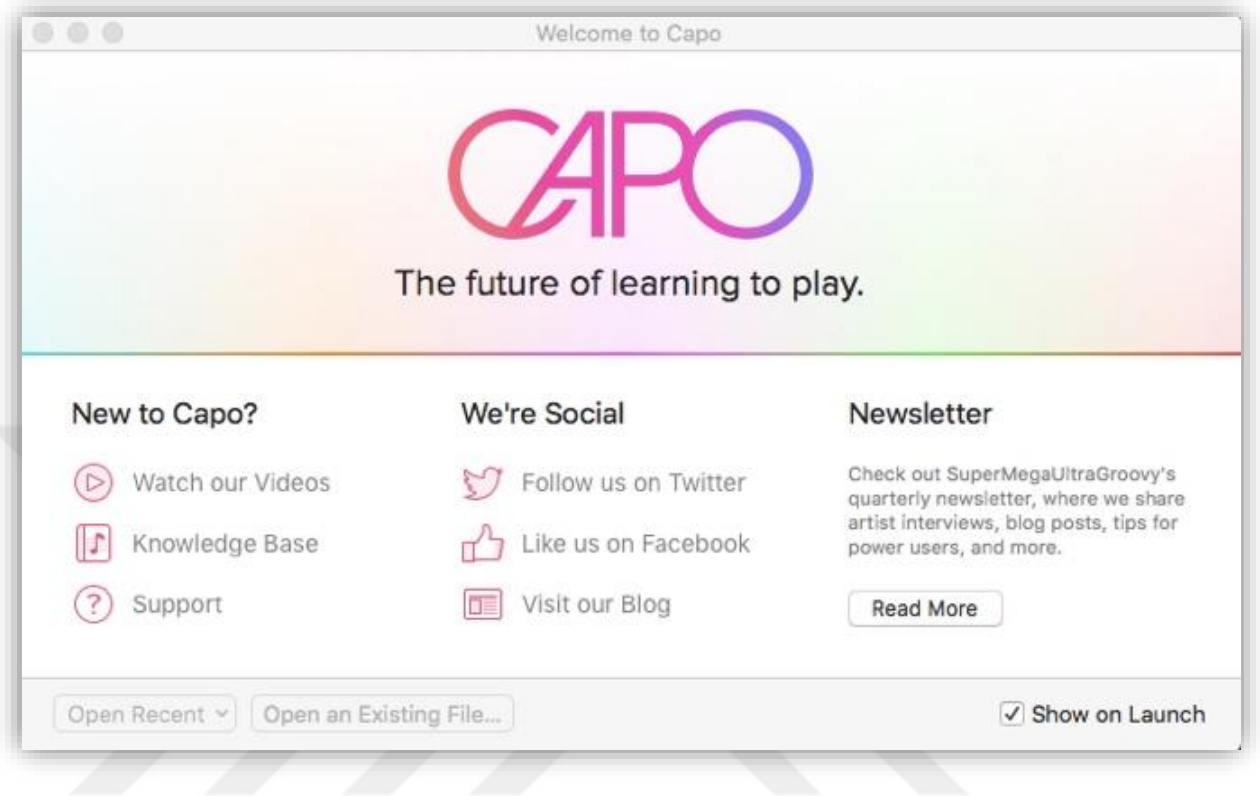 Welcome to Capo
CAPO
The future of learning to play.
New to Capo?
Watch our Videos
Knowledge Base
Support
We're Social
Follow us on Twitter
Like us on Facebook
Visit our Blog
Newsletter
Check out SuperMegaUltraGroovy's
quarterly newsletter, where we share
artist interviews, blog posts, tips for
power users, and more.
Read More
Open Recent
Open an Existing File...
Show on Launch